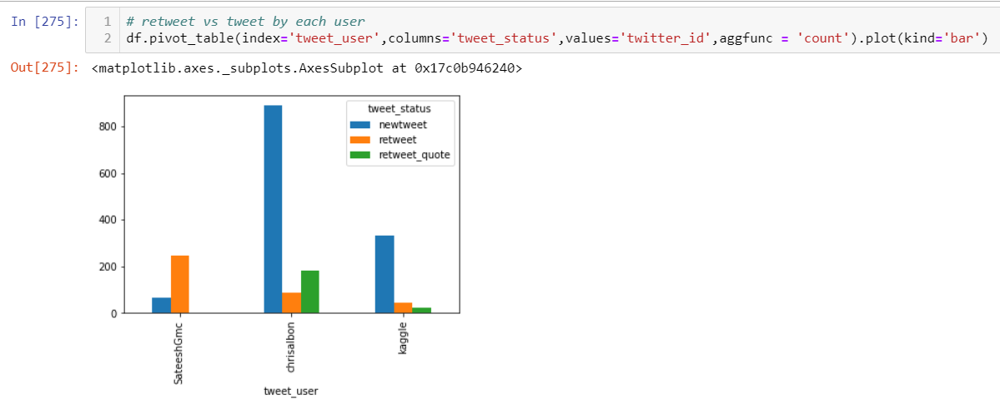 In [275]:
1 # retweet vs tweet by each user
2 df.pivot_table(index='tweet_user',columns='tweet_status',values='twitter_id',aggfunc = 'count').plot(kind='bar')
Out[275]: <matplotlib.axes._subplots.AxesSubplot at 0x17c0b946240>
tweet_status
newtweet
retweet
retweet_quote
800
600
400
200
0
SateeshGmc
chrisalbon
kaggle
tweet_user